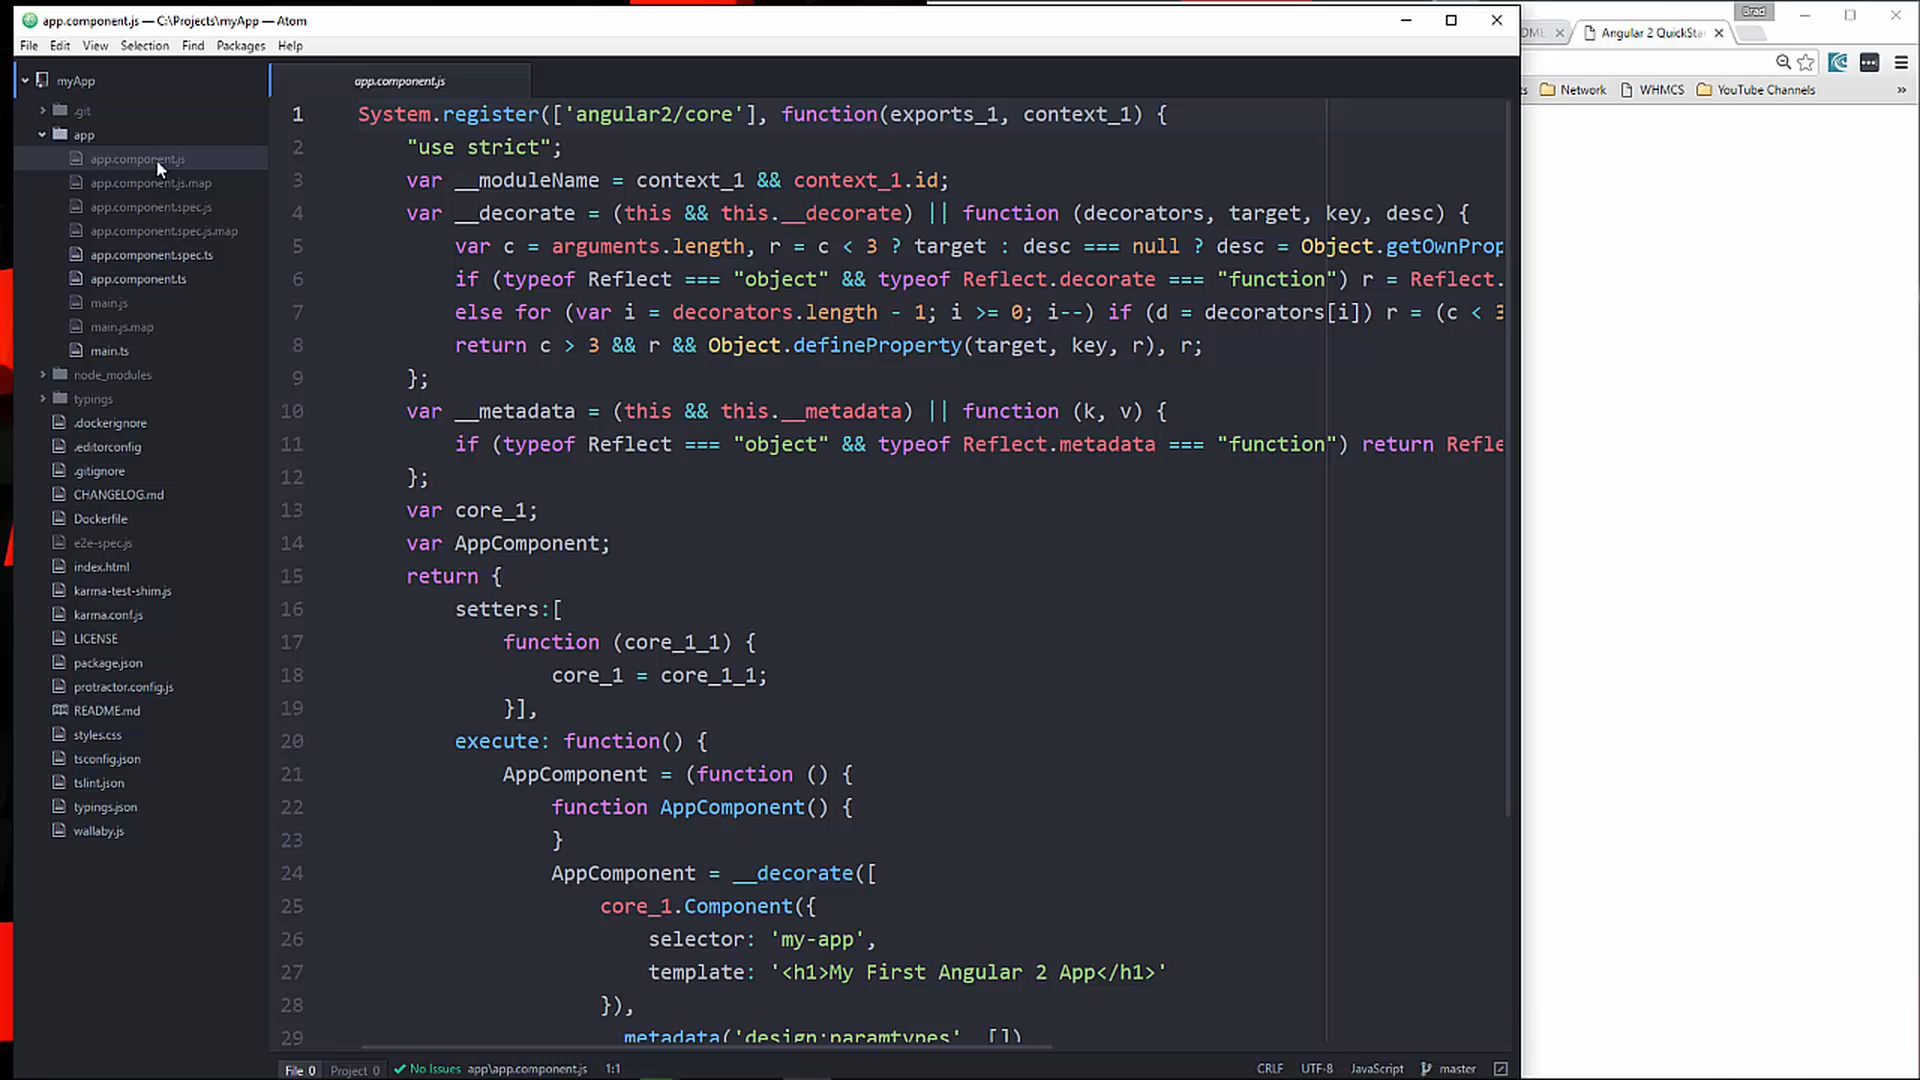 app.component.js — C:\Projects\myApp — Atom
File Edit View Selection Find Packages Help
Brad
Angular 2 QuickSta
Network WHMCS YouTube Channels
myApp
.git
app
app.component.js
app.component.js.map
app.component.spec.js
app.component.spec.js.map
app.component.spec.ts
app.component.ts
main.js
main.js.map
main.ts
node_modules
typings
.dockerignore
.editorconfig
.gitignore
CHANGELOG.md
Dockerfile
e2e-spec.js
index.html
karma-test-shim.js
karma.conf.js
LICENSE
package.json
protractor.config.js
README.md
styles.css
tsconfig.json
tslint.json
typings.json
wallaby.js
app.component.js
1 System.register(['angular2/core'], function(exports_1, context_1) {
2 "use strict";
3 var __moduleName = context_1 && context_1.id;
4 var __decorate = (this && this.__decorate) || function (decorators, target, key, desc) {
5 var c = arguments.length, r = c < 3 ? target : desc === null ? desc = Object.getOwnProp
6 if (typeof Reflect === "object" && typeof Reflect.decorate === "function") r = Reflect.
7 else for (var i = decorators.length - 1; i >= 0; i--) if (d = decorators[i]) r = (c < 3
8 return c > 3 && r && Object.defineProperty(target, key, r), r;
9 };
10 var __metadata = (this && this.__metadata) || function (k, v) {
11 if (typeof Reflect === "object" && typeof Reflect.metadata === "function") return Refle
12 };
13 var core_1;
14 var AppComponent;
15 return {
16 setters:[
17 function (core_1_1) {
18 core_1 = core_1_1;
19 }],
20 execute: function() {
21 AppComponent = (function () {
22 function AppComponent() {
23 }
24 AppComponent = __decorate([
25 core_1.Component({
26 selector: 'my-app',
27 template: '<h1>My First Angular 2 App</h1>'
28 }),
29 __metadata('design:paramtypes', [])
File 0 Project 0 No Issues app\app.component.js 1:1 CRLF UTF-8 JavaScript master